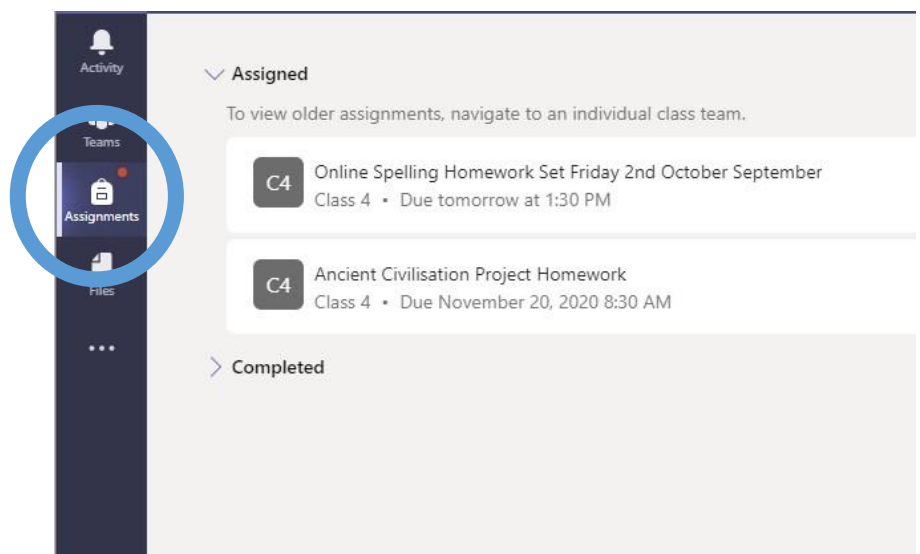 Activity
Teams
Assignments
Files
Assigned
To view older assignments, navigate to an individual class team.
C4
Online Spelling Homework Set Friday 2nd October September
Class 4 • Due tomorrow at 1:30 PM
C4
Ancient Civilisation Project Homework
Class 4 • Due November 20, 2020 8:30 AM
Completed